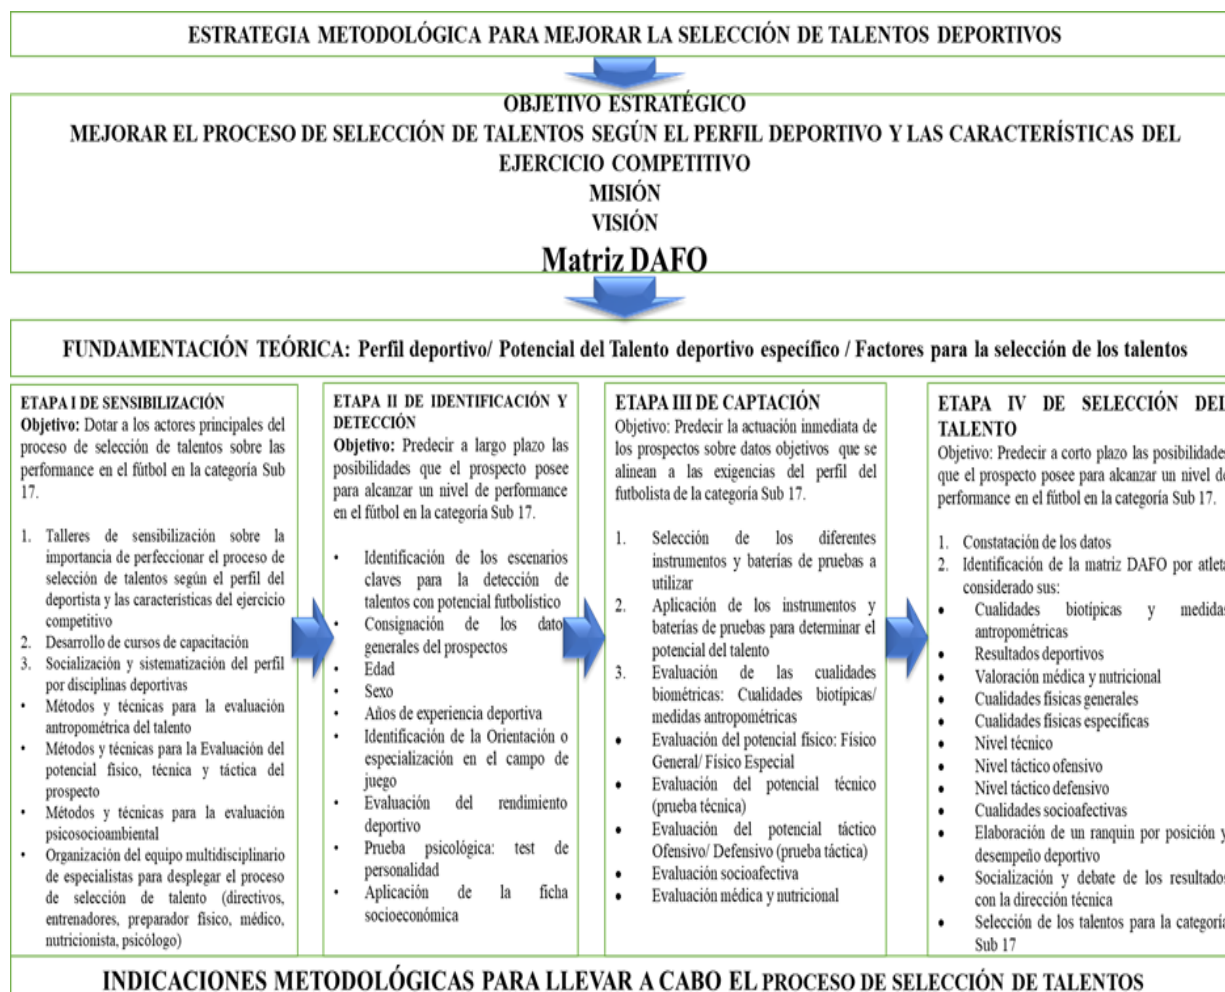 ESTRATEGIA METODOLÓGICA PARA MEJORAR LA SELECCIÓN DE TALENTOS DEPORTIVOS
OBJETIVO ESTRATÉGICO
MEJORAR EL PROCESO DE SELECCIÓN DE TALENTOS SEGÚN EL PERFIL DEPORTIVO Y LAS CARACTERÍSTICAS DEL
EJERCICIO COMPETITIVO
MISIÓN
VISIÓN
Matriz DAFO
FUNDAMENTACIÓN TEÓRICA: Perfil deportivo/ Potencial del Talento deportivo específico / Factores para la selección de los talentos
ETAPA I DE SENSIBILIZACIÓN
Objetivo: Dotar a los actores principales del
proceso de selección de talentos sobre las
performance en el fútbol en la categoría Sub
17.
1. Talleres de sensibilización sobre la
importancia de perfeccionar el proceso de
selección de talentos según el perfil del
deportista y las características del ejercicio
competitivo
2. Desarrollo de cursos de capacitación
3. Socialización y sistematización del perfil
por disciplinas deportivas
• Métodos y técnicas para la evaluación
antropométrica del talento
• Métodos y técnicas para la Evaluación del
potencial físico, técnica y táctica del
prospecto
• Métodos y técnicas para la evaluación
psicosocioambiental
• Organización del equipo multidisciplinario
de especialistas para desplegar el proceso
de selección de talento (directivos,
entrenadores, preparador físico, médico,
nutricionista, psicólogo)
ETAPA II DE IDENTIFICACIÓN Y
DETECCIÓN
Objetivo: Predecir a largo plazo las
posibilidades que el prospecto posee
para alcanzar un nivel de performance
en el fútbol en la categoría Sub 17.
• Identificación de los escenarios
claves para la detección de
talentos con potencial futbolístico
• Consignación de los dato
generales del prospectos
• Edad
• Sexo
• Años de experiencia deportiva
• Identificación de la Orientación o
especialización en el campo de
juego
• Evaluación del rendimiento
deportivo
• Prueba psicológica: test de
personalidad
• Aplicación de la ficha
socioeconómica
ETAPA III DE CAPTACIÓN
Objetivo: Predecir la actuación inmediata de
los prospectos sobre datos objetivos que se
alinean a las exigencias del perfil del
futbolista de la categoría Sub 17.
1. Selección de los diferentes
instrumentos y baterías de pruebas a
utilizar
2. Aplicación de los instrumentos y
baterías de pruebas para determinar el
potencial del talento
3. Evaluación de las cualidades
biométricas: Cualidades biotípicas/
medidas antropométricas
• Evaluación del potencial físico: Físico
General/ Físico Especial
• Evaluación del potencial técnico
(prueba técnica)
• Evaluación del potencial táctico
Ofensivo/ Defensivo (prueba táctica)
• Evaluación socioafectiva
• Evaluación médica y nutricional
ETAPA IV DE SELECCIÓN DEL
TALENTO
Objetivo: Predecir a corto plazo las posibilidades
que el prospecto posee para alcanzar un nivel de
performance en el fútbol en la categoría Sub 17.
1. Constatación de los datos
2. Identificación de la matriz DAFO por atleta
considerado sus:
• Cualidades biotípicas y medidas
antropométricas
• Resultados deportivos
• Valoración médica y nutricional
• Cualidades físicas generales
• Cualidades físicas específicas
• Nivel técnico
• Nivel táctico ofensivo
• Nivel táctico defensivo
• Cualidades socioafectivas
• Elaboración de un ranquin por posición y
desempeño deportivo
• Socialización y debate de los resultados
con la dirección técnica
• Selección de los talentos para la categoría
Sub 17
INDICACIONES METODOLÓGICAS PARA LLEVAR A CABO EL PROCESO DE SELECCIÓN DE TALENTOS